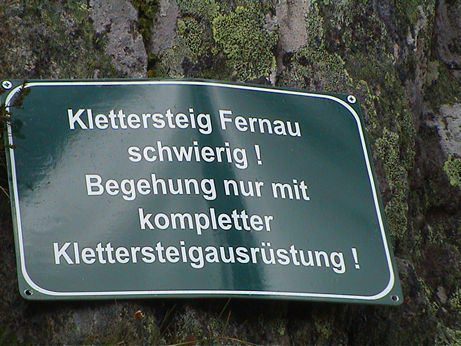 Klettersteig Fernau
schwierig !
Begehung nur mit
kompletter
Klettersteigausrüstung !